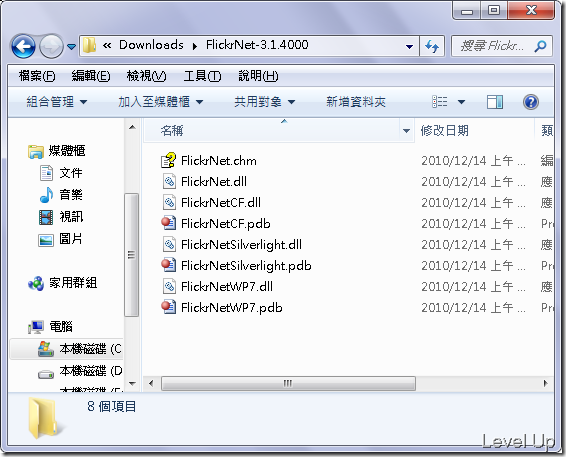 « Downloads ▸ FlickrNet-3.1.4000
搜尋 Flickr...
檔案(F) 編輯(E) 檢視(V) 工具(T) 說明(H)
組合管理 加入至媒體櫃 共用對象 新增資料夾
名稱 修改日期 類
媒體櫃
文件
音樂
視訊
圖片
家用群組
電腦
本機磁碟 (C
本機磁碟 (D
FlickrNet.chm 2010/12/14 上午 ... 編
FlickrNet.dll 2010/12/14 上午 ... 應
FlickrNetCF.dll 2010/12/14 上午 ... 應
FlickrNetCF.pdb 2010/12/14 上午 ... Pro
FlickrNetSilverlight.dll 2010/12/14 上午 ... 應
FlickrNetSilverlight.pdb 2010/12/14 上午 ... Pro
FlickrNetWP7.dll 2010/12/14 上午 ... 應
FlickrNetWP7.pdb 2010/12/14 上午 ... Pro
8 個項目
Level Up